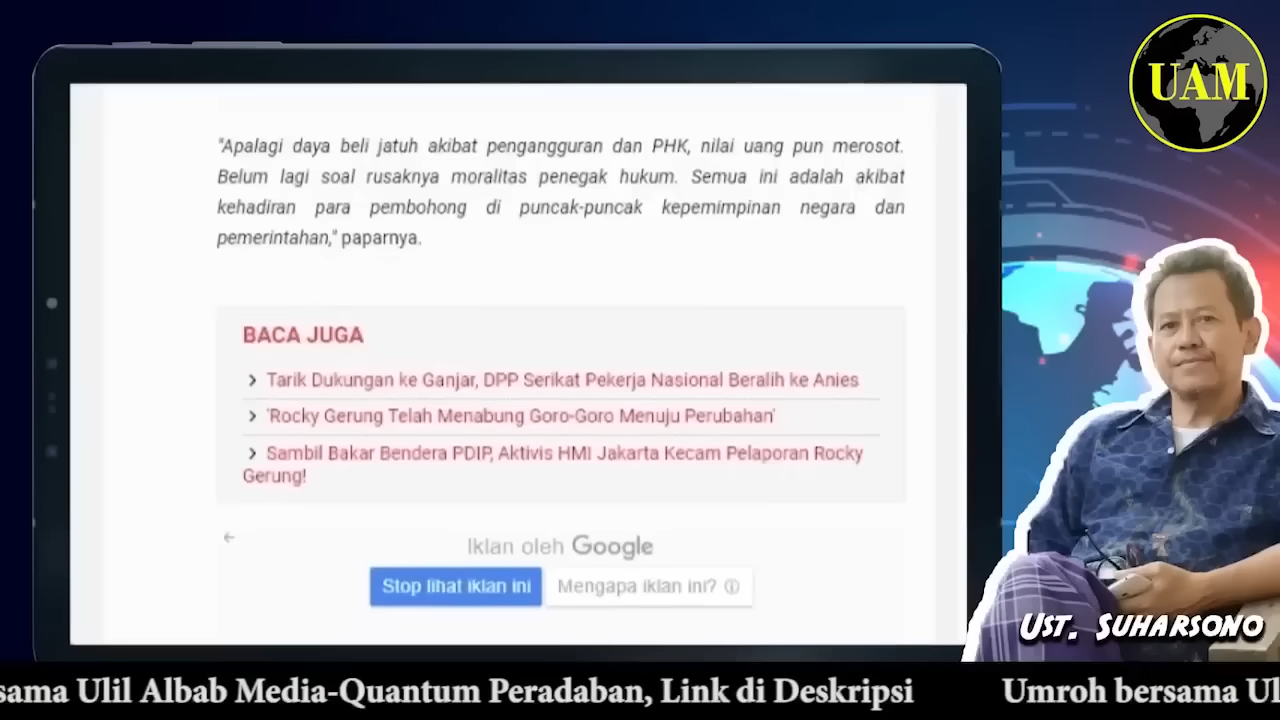 UAM
"Apalagi daya beli jatuh akibat pengangguran dan PHK, nilai uang pun merosot.
Belum lagi soal rusaknya moralitas penegak hukum. Semua ini adalah akibat
kehadiran para pembohong di puncak-puncak kepemimpinan negara dan
pemerintahan," paparnya.
BACA JUGA
> Tarik Dukungan ke Ganjar, DPP Serikat Pekerja Nasional Beralih ke Anies
> 'Rocky Gerung Telah Menabung Goro-Goro Menuju Perubahan'
> Sambil Bakar Bendera PDIP, Aktivis HMI Jakarta Kecam Pelaporan Rocky
Gerung!
Iklan oleh Google
Stop lihat iklan ini Mengapa iklan ini?
UST. SUHARSONO
sama Ulil Albab Media-Quantum Peradaban, Link di Deskripsi Umroh bersama Ul